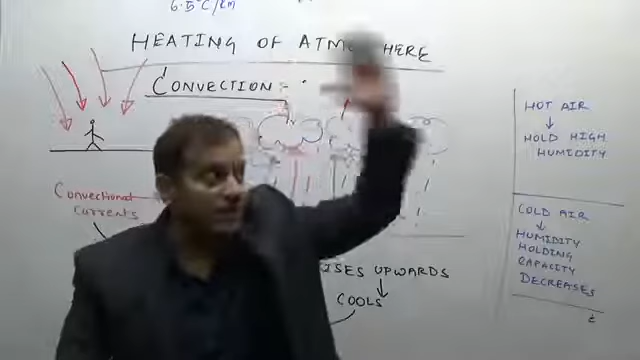 6.5°C/km
HEATING OF ATMOSPHERE
CONVECTION:-
Convectional
currents
RISES UPWARDS
COOLS
HOT AIR
HOLD HIGH
HUMIDITY
COLD AIR
HUMIDITY
HOLDING
CAPACITY
DECREASES